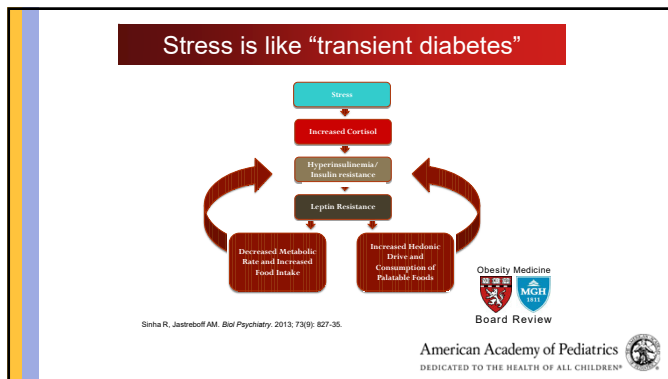 Stress is like “transient diabetes”
Stress
Increased Cortisol
Hyperinsulinemia/
Insulin resistance
Leptin Resistance
Decreased Metabolic
Rate and Increased
Food Intake
Increased Hedonic
Drive and
Consumption of
Palatable Foods
Obesity Medicine
MGH
1811
Board Review
Sinha R, Jastreboff AM. Biol Psychiatry. 2013; 73(9): 827-35.
American Academy of Pediatrics
DEDICATED TO THE HEALTH OF ALL CHILDREN®